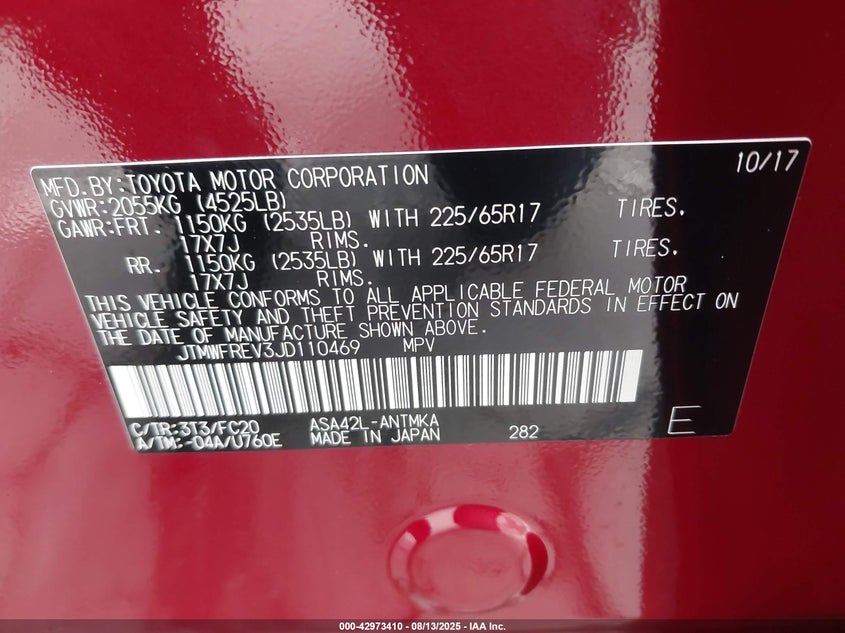 10/17
MFD.BY:TOYOTA MOTOR CORPORATION
GVWR:2055KG (4525LB)
GAWR:FRT. 1150KG (2535LB) WITH 225/65R17 TIRES.
17X7J RIMS.
RR. 1150KG (2535LB) WITH 225/65R17 TIRES.
17X7J RIMS.
THIS VEHICLE CONFORMS TO ALL APPLICABLE FEDERAL MOTOR
VEHICLE SAFETY AND THEFT PREVENTION STANDARDS IN EFFECT ON
THE DATE OF MANUFACTURE SHOWN ABOVE.
JTMWFREV3JD110469 MPV
C/TR:3T3/FC20 ASA42L-ANTMKA
A/TM:-04A/U760E MADE IN JAPAN 282 E
000-42973410 - 08/13/2025 - IAA Inc.